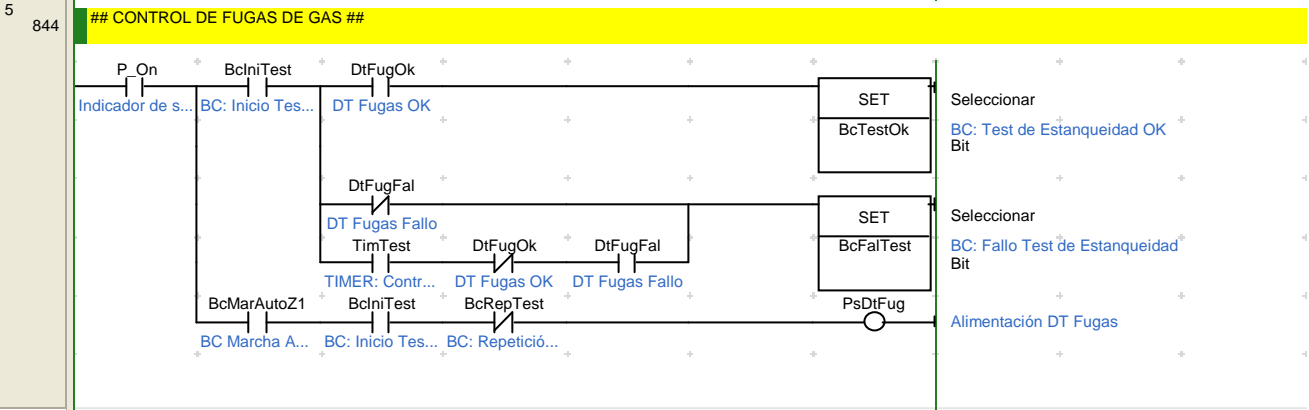 5
844
## CONTROL DE FUGAS DE GAS ##
P_On
BcIniTest
DtFugOk
Indicador de s...
BC: Inicio Tes...
DT Fugas OK
SET
Seleccionar
BcTestOk
BC: Test de Estanqueidad OK
Bit
DtFugFal
DT Fugas Fallo
SET
Seleccionar
TimTest
DtFugOk
DtFugFal
BcFalTest
BC: Fallo Test de Estanqueidad
Bit
TIMER: Contr...
DT Fugas OK
DT Fugas Fallo
BcMarAutoZ1
BcIniTest
BcRepTest
PsDtFug
Alimentación DT Fugas
BC Marcha A...
BC: Inicio Tes...
BC: Repetició...